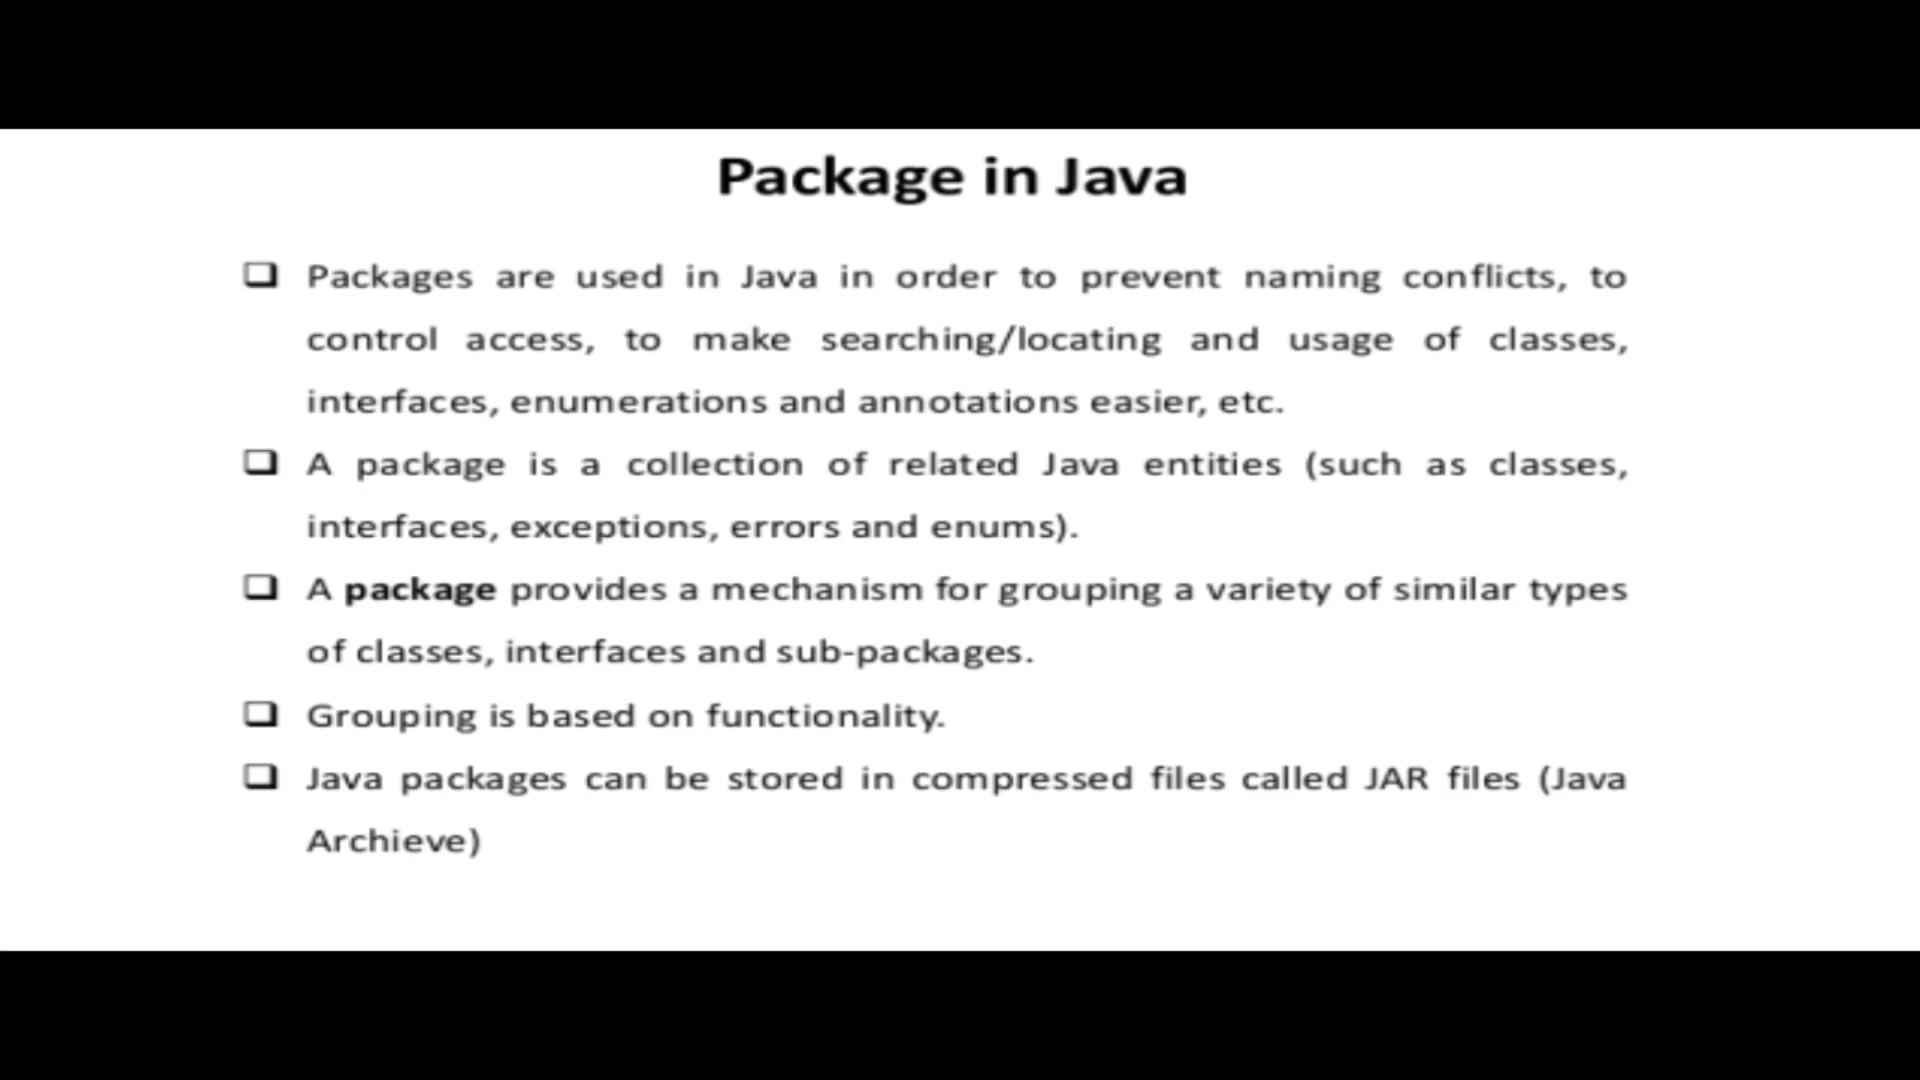 Package in Java
❑ Packages are used in Java in order to prevent naming conflicts, to
control access, to make searching/locating and usage of classes,
interfaces, enumerations and annotations easier, etc.
❑ A package is a collection of related Java entities (such as classes,
interfaces, exceptions, errors and enums).
❑ A package provides a mechanism for grouping a variety of similar types
of classes, interfaces and sub-packages.
❑ Grouping is based on functionality.
❑ Java packages can be stored in compressed files called JAR files (Java
Archieve)